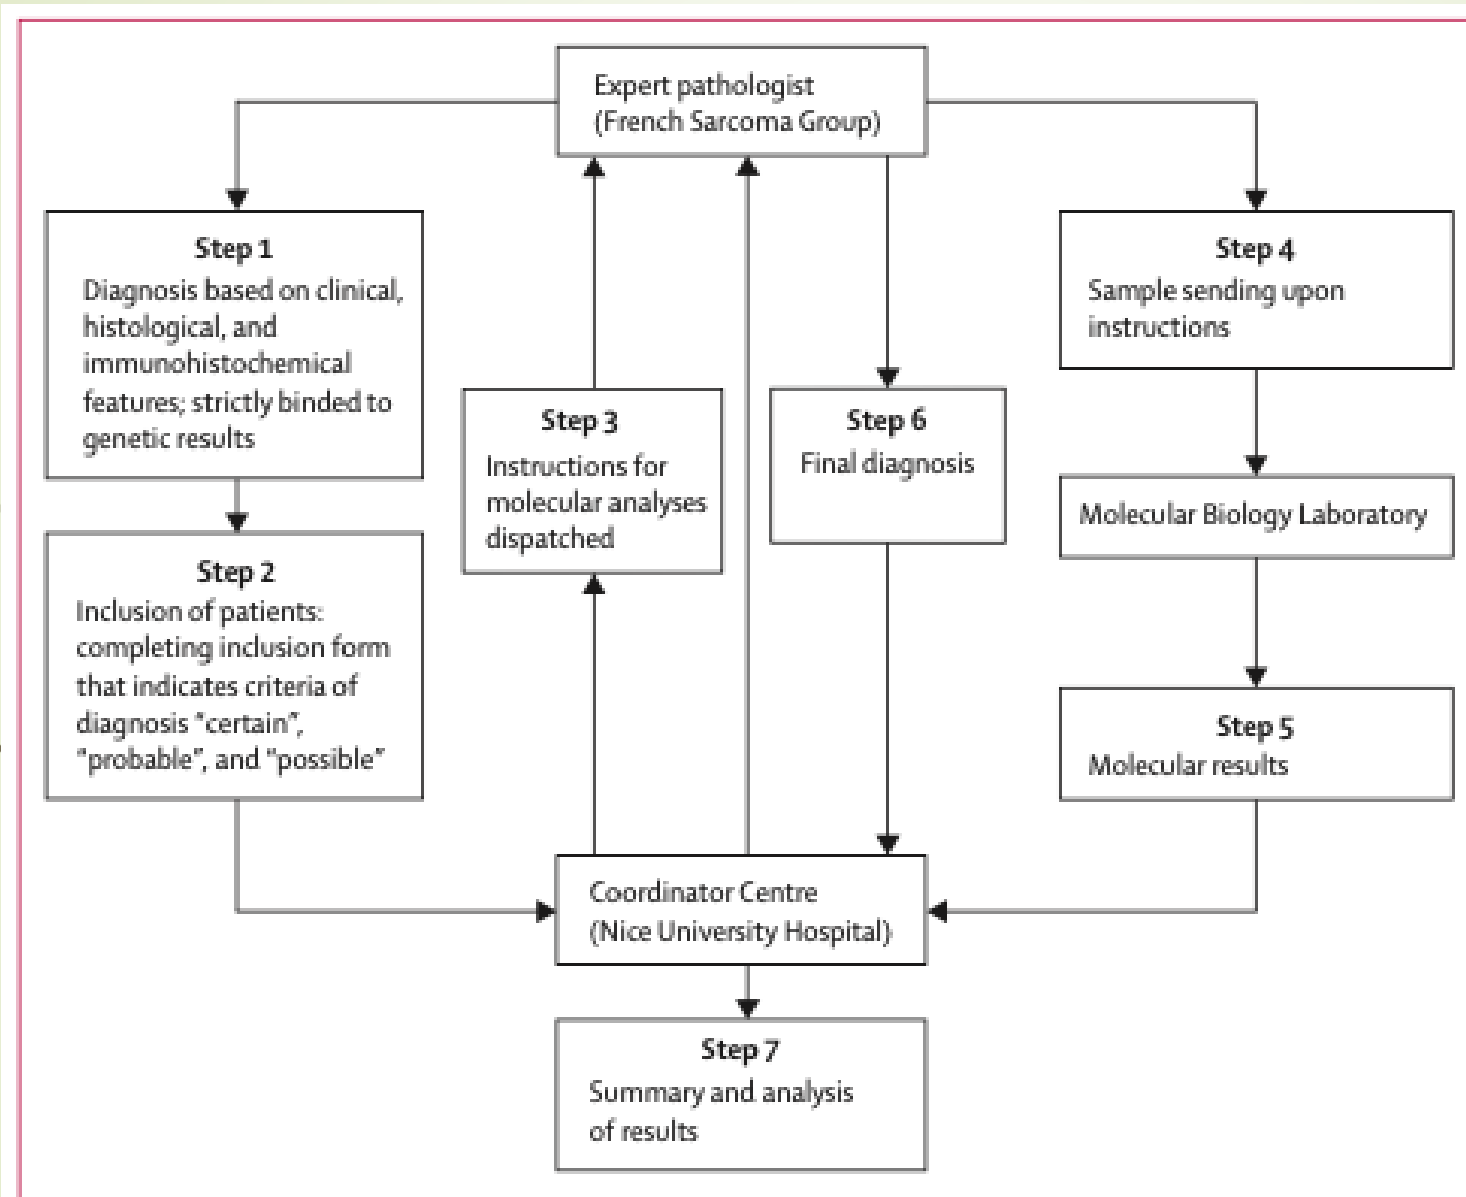 Expert pathologist
(French Sarcoma Group)
Step 1
Diagnosis based on clinical,
histological, and
immunohistochemical
features; strictly binded to
genetic results
Step 2
Inclusion of patients:
completing inclusion form
that indicates criteria of
diagnosis “certain”,
“probable”, and “possible”
Step 3
Instructions for
molecular analyses
dispatched
Step 6
Final diagnosis
Step 4
Sample sending upon
instructions
Molecular Biology Laboratory
Step 5
Molecular results
Coordinator Centre
(Nice University Hospital)
Step 7
Summary and analysis
of results